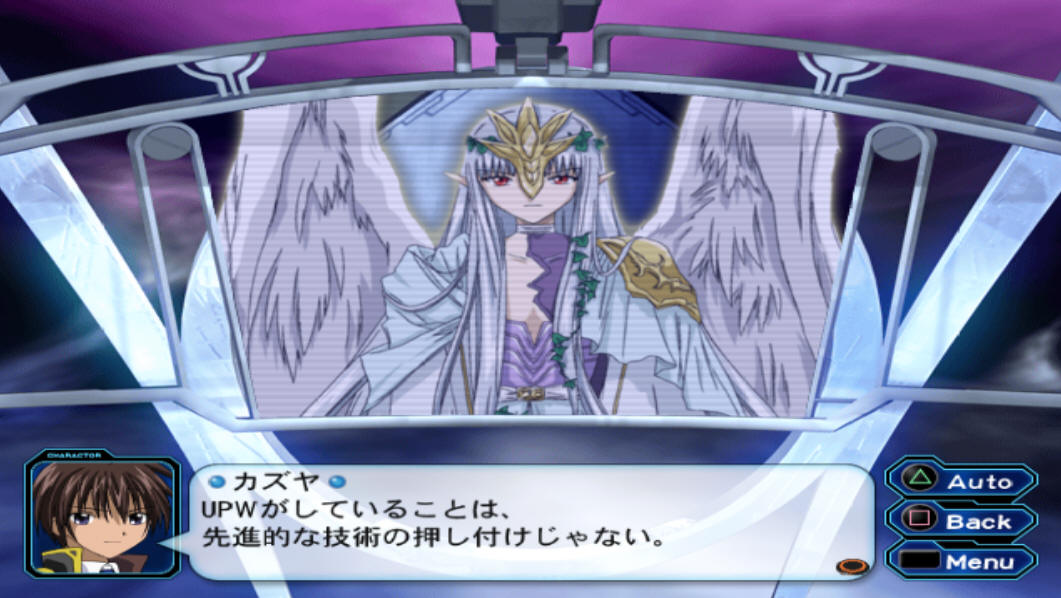 CHARACTOR
カズヤ
UPWがしていることは、
先進的な技術の押し付けじゃない。
Auto
Back
Menu